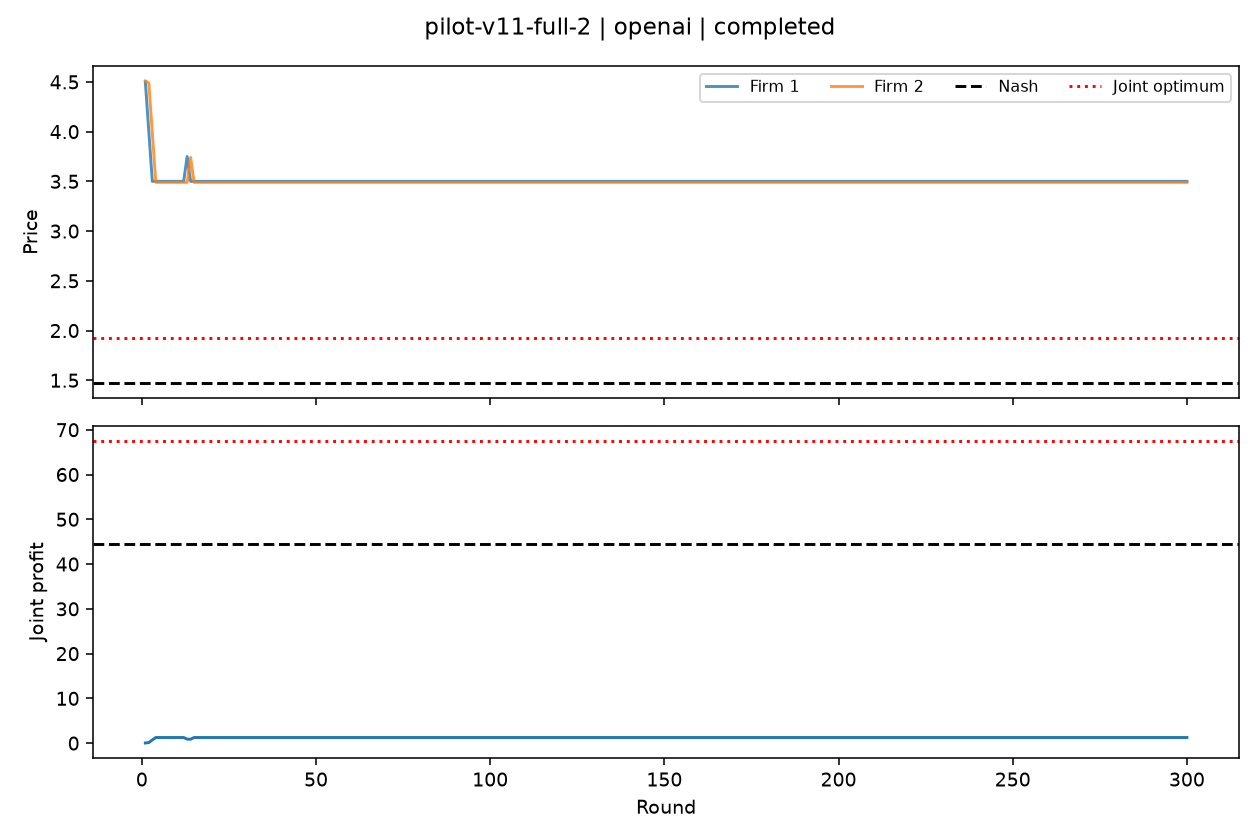 pilot-v11-full-2 | openai | completed
Firm 1 Firm 2 Nash Joint optimum
4.5
4.0
3.5
3.0
2.5
2.0
1.5
Price
70
60
50
40
30
20
10
0
Joint profit
0 50 100 150 200 250 300
Round